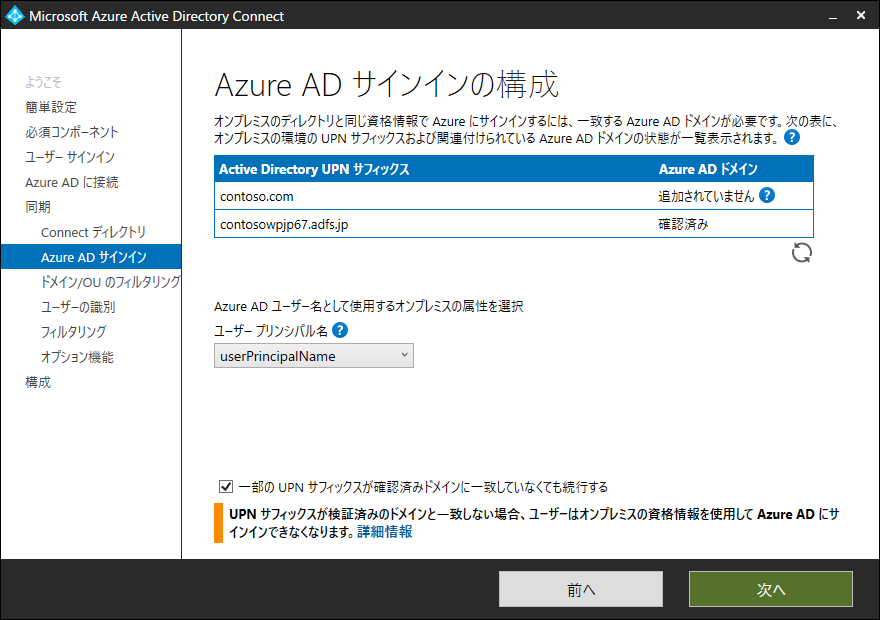 Microsoft Azure Active Directory Connect
ようこそ
簡単設定
必須コンポーネント
ユーザー サインイン
Azure AD に接続
同期
Connect ディレクトリ
Azure AD サインイン
ドメイン/OU のフィルタリング
ユーザーの識別
フィルタリング
オプション機能
構成
Azure AD サインインの構成
オンプレミスのディレクトリと同じ資格情報で Azure にサインインするには、一致する Azure AD ドメインが必要です。次の表に、
オンプレミスの環境の UPN サフィックスおよび関連付けられている Azure AD ドメインの状態が一覧表示されます。 ?
Active Directory UPN サフィックス Azure AD ドメイン
contoso.com 追加されていません ?
contosowpjp67.adfs.jp 確認済み
Azure AD ユーザー名として使用するオンプレミスの属性を選択
ユーザー プリンシパル名 ?
userPrincipalName
一部の UPN サフィックスが確認済みドメインに一致していなくても続行する
UPN サフィックスが検証済みのドメインと一致しない場合、ユーザーはオンプレミスの資格情報を使用して Azure AD にサ
インインできなくなります。詳細情報
前へ
次へ